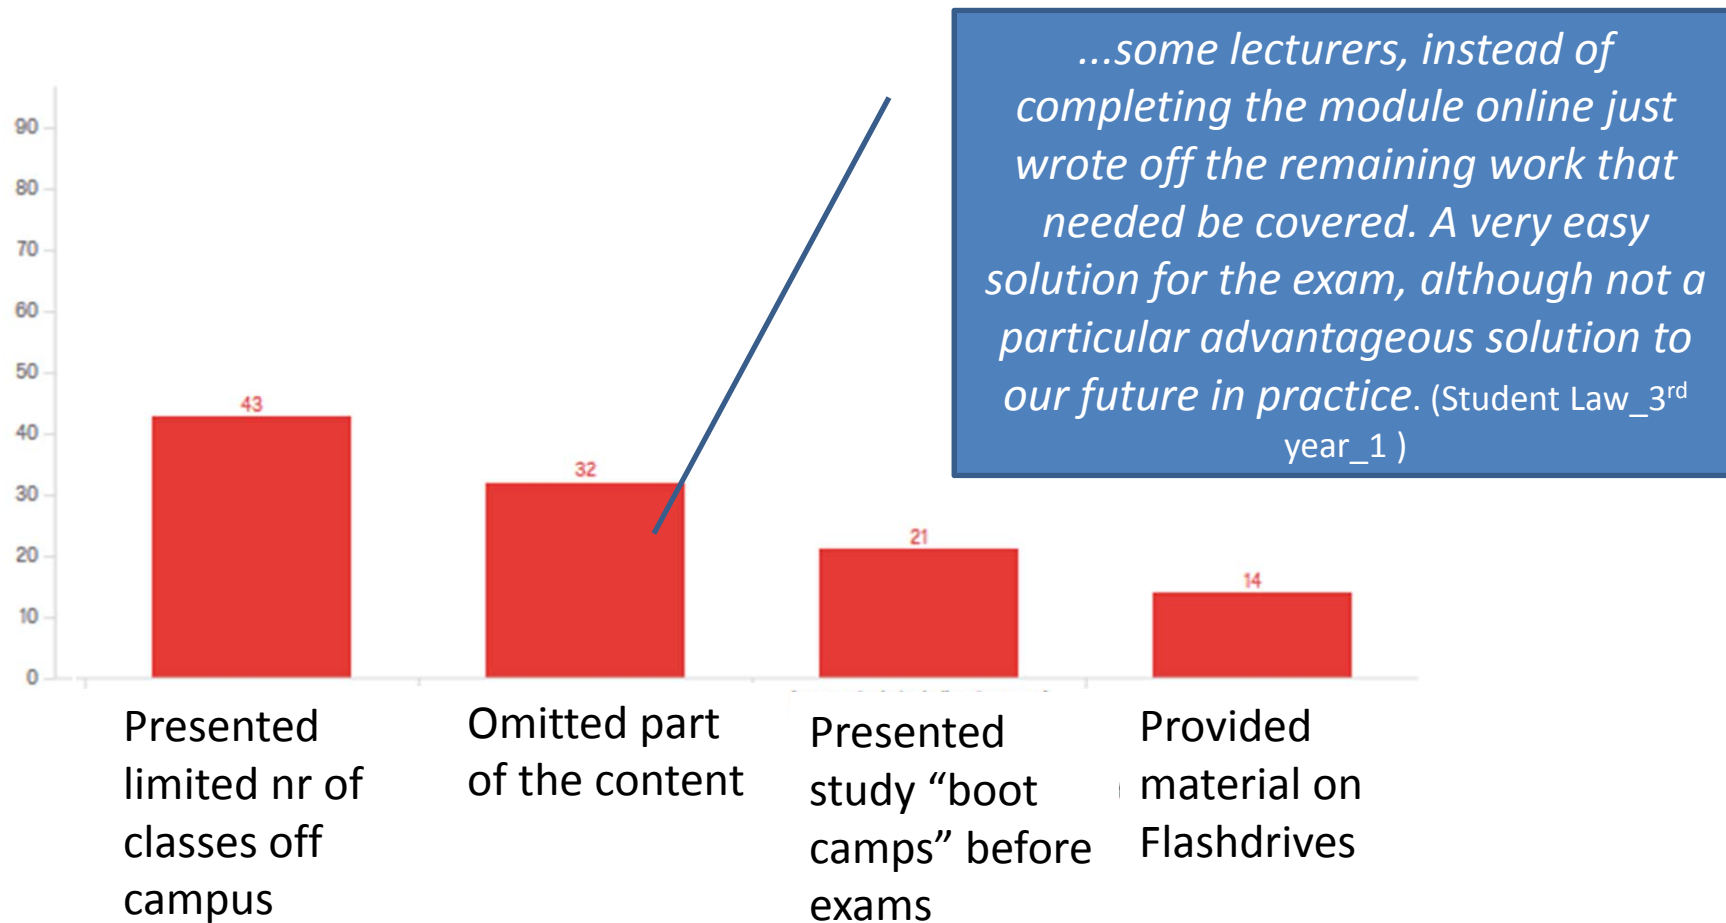 ...some lecturers, instead of
completing the module online just
wrote off the remaining work that
needed be covered. A very easy
solution for the exam, although not a
particular advantageous solution to
our future in practice. (Student Law_3rd
year_1 )
90
80
70
60
50
40
30
20
10
0
43
32
21
14
Presented
limited nr of
classes off
campus
Omitted part
of the content
Presented
study “boot
camps” before
exams
Provided
material on
Flashdrives